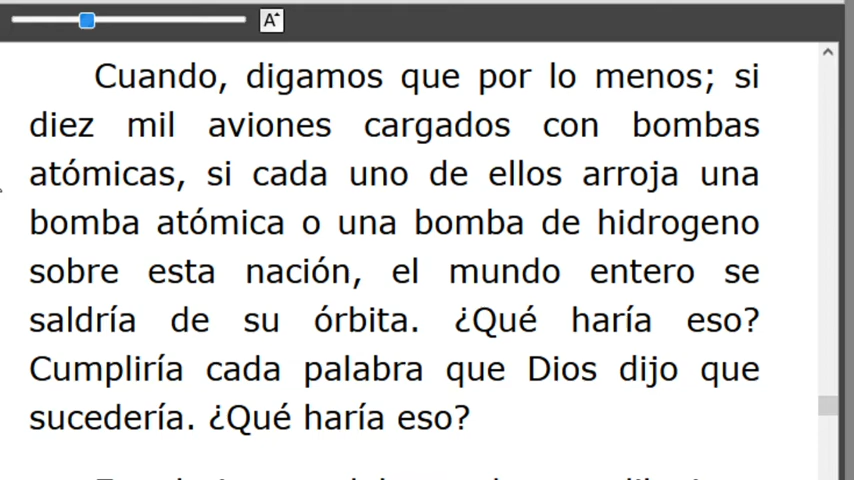 A
Cuando, digamos que por lo menos; si
diez mil aviones cargados con bombas
atómicas, si cada uno de ellos arroja una
bomba atómica o una bomba de hidrogeno
sobre esta nación, el mundo entero se
saldría de su órbita. ¿Qué haría eso?
Cumpliría cada palabra que Dios dijo que
sucedería. ¿Qué haría eso?